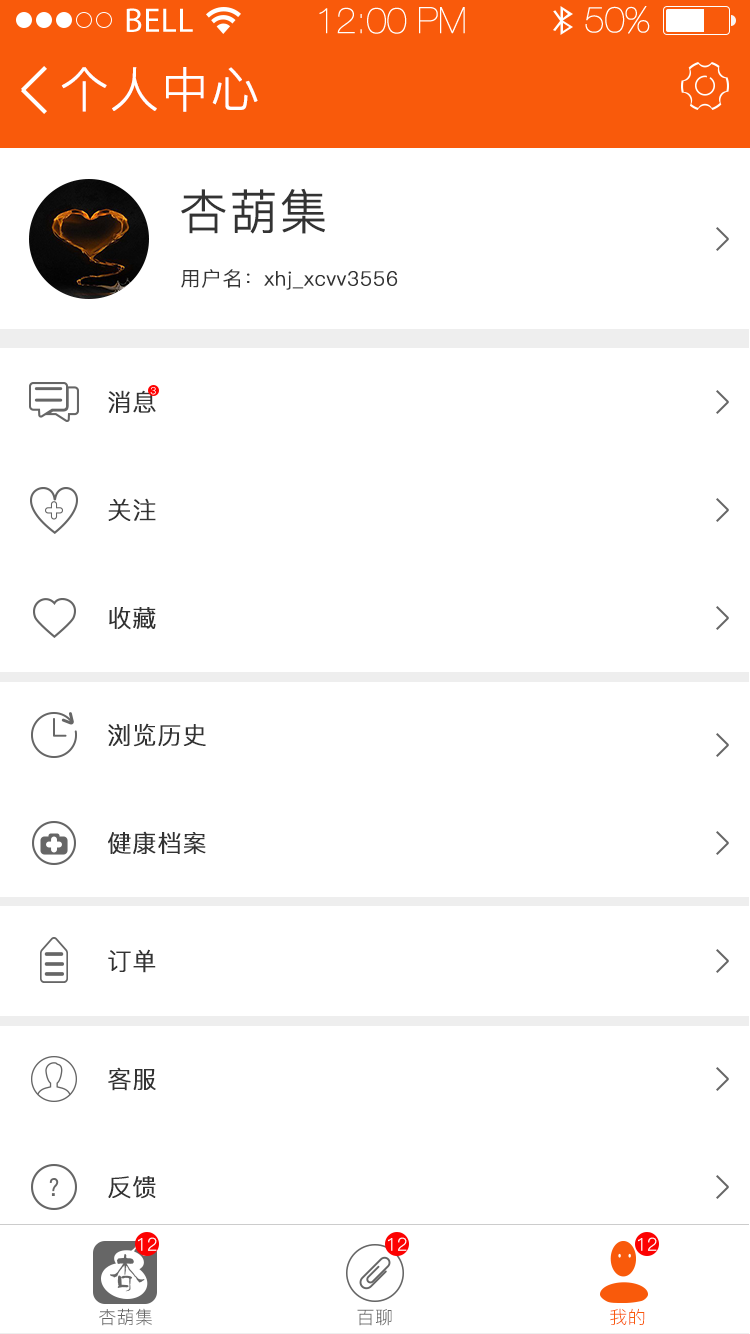 BELL 12:00 PM 50%
个人中心
杏葫集
用户名：xhj_xcvv3556
消息 3
关注
收藏
浏览历史
健康档案
订单
客服
?
反馈
12 12 12
杏
杏葫集 百聊 我的